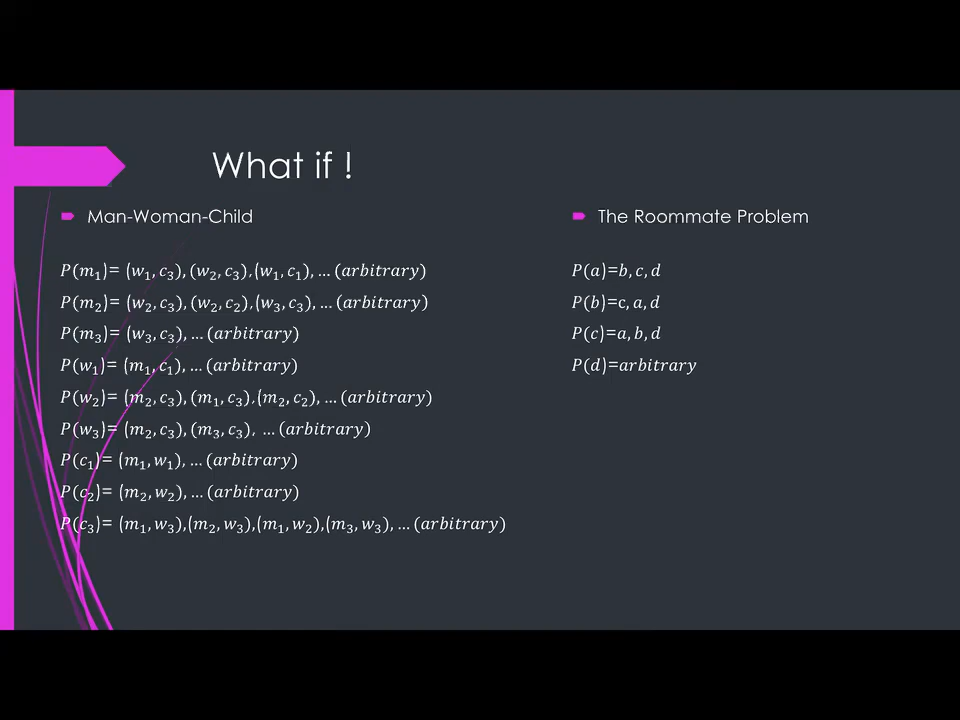 What if !
Man-Woman-Child
P(m₁)= (w₁, c₃), (w₂, c₃),(w₁, c₁), … (arbitrary)
P(m₂)= (w₂, c₃), (w₂, c₂),(w₃, c₃), … (arbitrary)
P(m₃)= (w₃, c₃), … (arbitrary)
P(w₁)= (m₁, c₁), … (arbitrary)
P(w₂)= (m₂, c₃), (m₁, c₃),(m₂, c₂), … (arbitrary)
P(w₃)= (m₂, c₃), (m₃, c₃), … (arbitrary)
P(c₁)= (m₁, w₁), … (arbitrary)
P(c₂)= (m₂, w₂), … (arbitrary)
P(c₃)= (m₁, w₃),(m₂, w₃),(m₁, w₂),(m₃, w₃), … (arbitrary)
The Roommate Problem
P(a)=b, c, d
P(b)=c, a, d
P(c)=a, b, d
P(d)=arbitrary